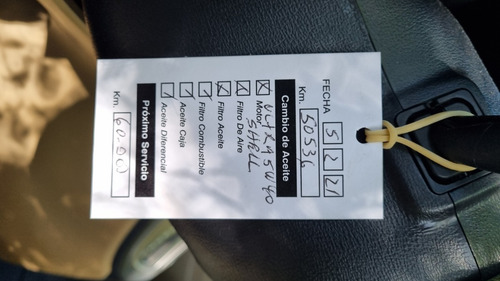 FECHA 5 2 21
Km. 50536
Cambio de Aceite
Motor ULTRA 5W40
SHELL
Filtro De Aire
Filtro Aceite
Filtro Combustible
Aceite Caja
Aceite Diferencial
Próximo Servicio
Km. 60.00